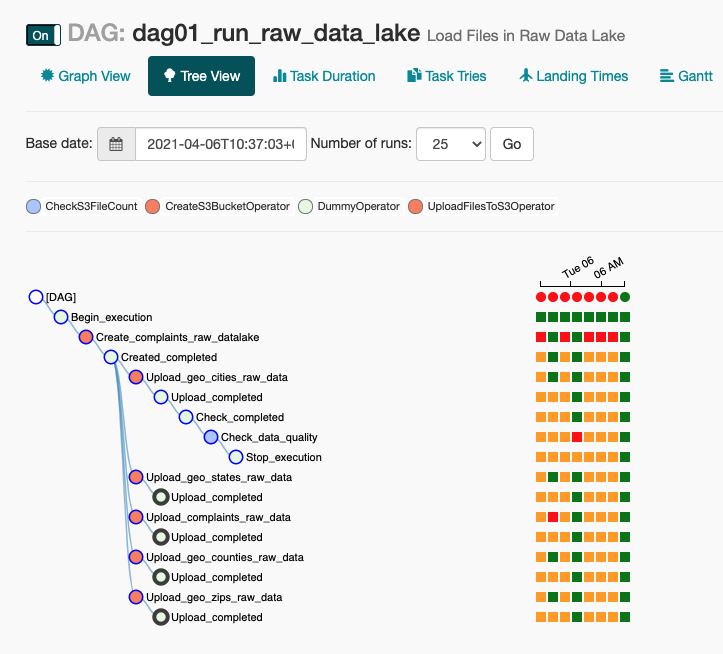 On DAG: dag01_run_raw_data_lake Load Files in Raw Data Lake
Graph View Tree View Task Duration Task Tries Landing Times Gantt
Base date: 2021-04-06T10:37:03+ Number of runs: 25 Go
CheckS3FileCount CreateS3BucketOperator DummyOperator UploadFilesToS3Operator
Tue 06 06 AM
[DAG]
Begin_execution
Create_complaints_raw_datalake
Created_completed
Upload_geo_cities_raw_data
Upload_completed
Check_completed
Check_data_quality
Stop_execution
Upload_geo_states_raw_data
Upload_completed
Upload_complaints_raw_data
Upload_completed
Upload_geo_counties_raw_data
Upload_completed
Upload_geo_zips_raw_data
Upload_completed